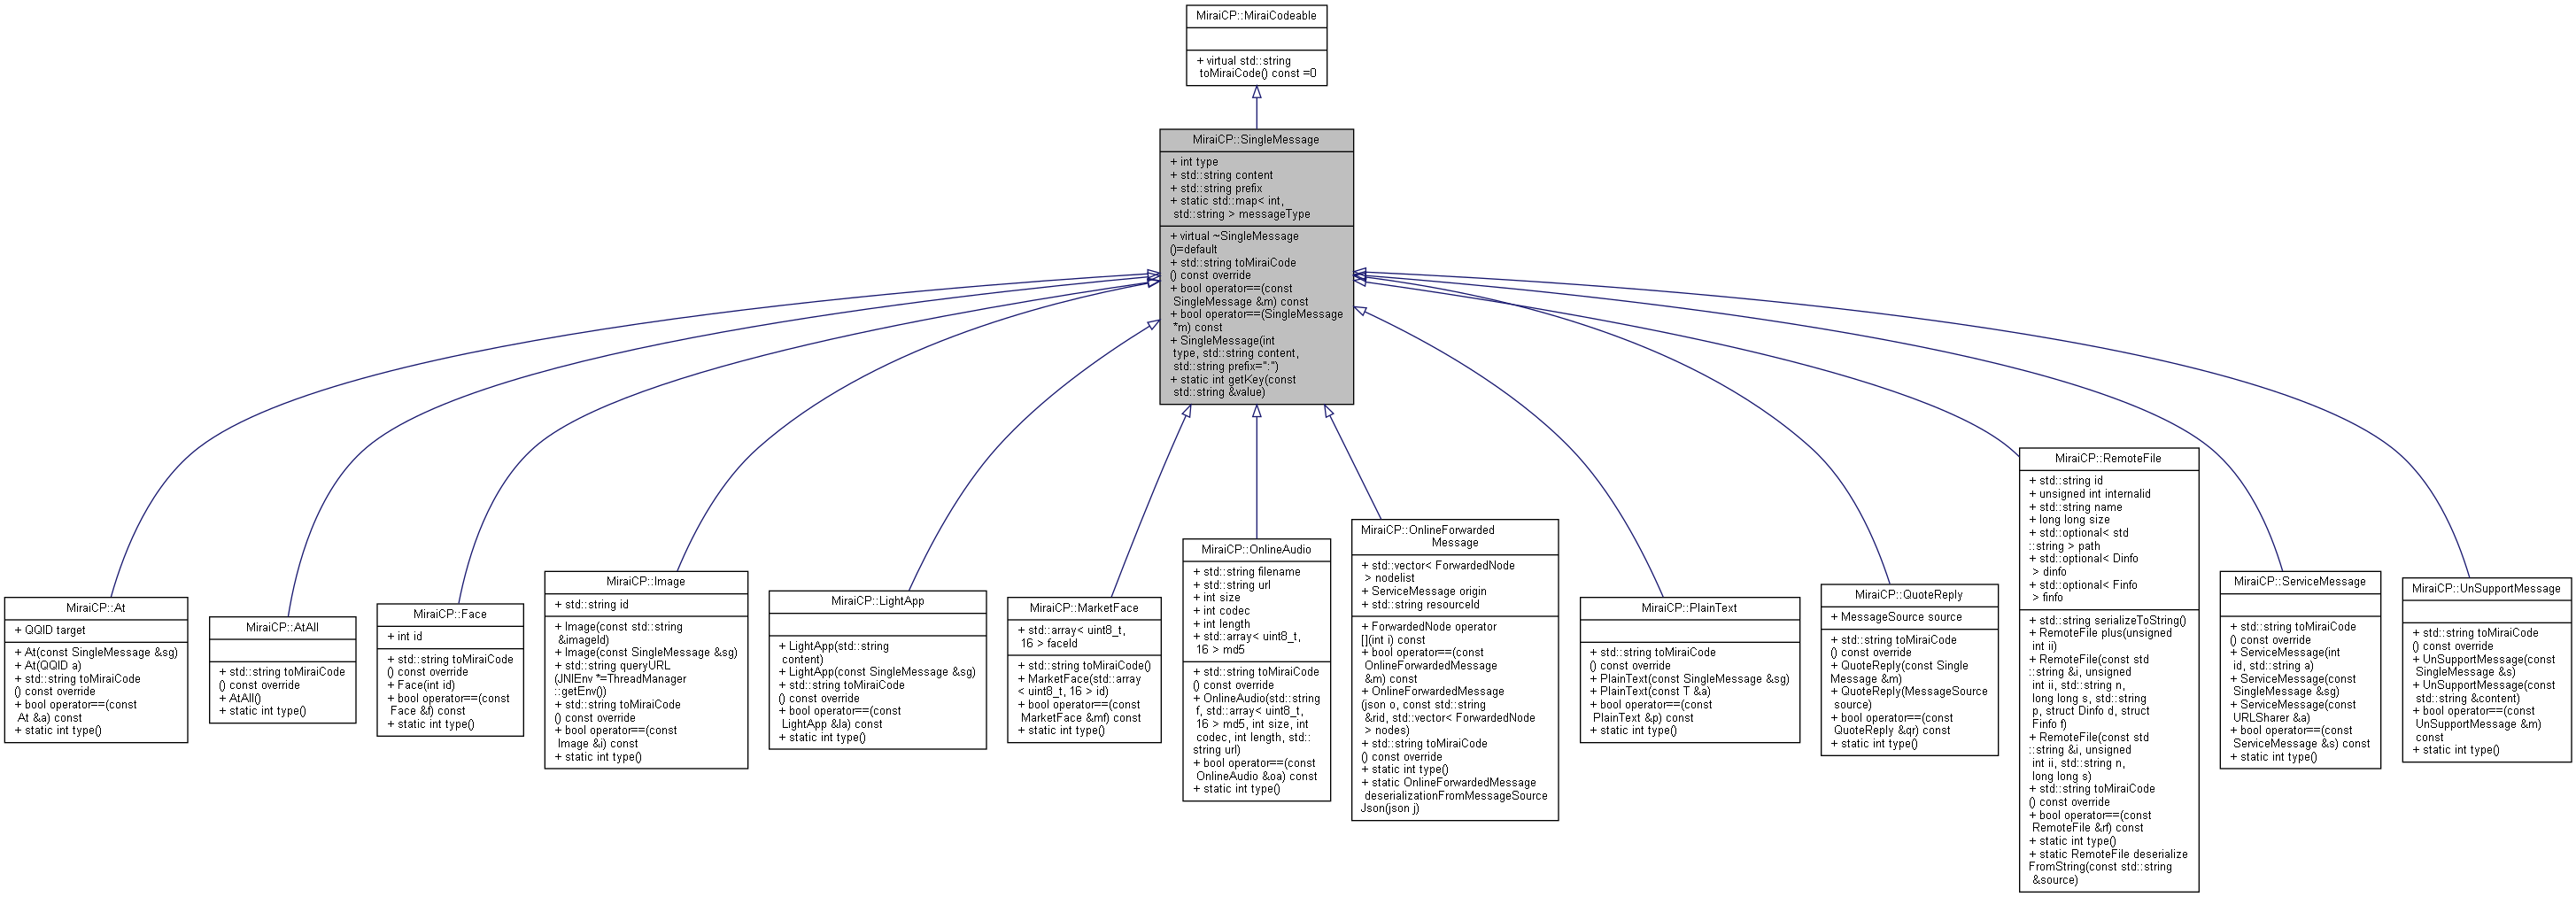 MiraiCP::MiraiCodeable
+ virtual std::string
toMiraiCode() const =0
MiraiCP::SingleMessage
+ int type
+ std::string content
+ std::string prefix
+ static std::map< int,
std::string > messageType
+ virtual ~SingleMessage
()=default
+ std::string toMiraiCode
() const override
+ bool operator==(const
SingleMessage &m) const
+ bool operator==(SingleMessage
*m) const
+ SingleMessage(int
type, std::string content,
std::string prefix=":")
+ static int getKey(const
std::string &value)
MiraiCP::At
+ QQID target
+ At(const SingleMessage &sg)
+ At(QQID a)
+ std::string toMiraiCode
() const override
+ bool operator==(const
At &a) const
+ static int type()
MiraiCP::AtAll
+ std::string toMiraiCode
() const override
+ AtAll()
+ static int type()
MiraiCP::Face
+ int id
+ std::string toMiraiCode
() const override
+ Face(int id)
+ bool operator==(const
Face &f) const
+ static int type()
MiraiCP::Image
+ std::string id
+ Image(const std::string
&imageId)
+ Image(const SingleMessage &sg)
+ std::string queryURL
(JNIEnv *=ThreadManager
::getEnv())
+ std::string toMiraiCode
() const override
+ bool operator==(const
Image &i) const
+ static int type()
MiraiCP::LightApp
+ LightApp(std::string
content)
+ LightApp(const SingleMessage &sg)
+ std::string toMiraiCode
() const override
+ bool operator==(const
LightApp &la) const
+ static int type()
MiraiCP::MarketFace
+ std::array< uint8_t,
16 > faceId
+ std::string toMiraiCode()
+ MarketFace(std::array
< uint8_t, 16 > id)
+ bool operator==(const
MarketFace &mf) const
+ static int type()
MiraiCP::OnlineAudio
+ std::string filename
+ std::string url
+ int size
+ int codec
+ int length
+ std::array< uint8_t,
16 > md5
+ std::string toMiraiCode
() const override
+ OnlineAudio(std::string
f, std::array< uint8_t,
16 > md5, int size, int
codec, int length, std::
string url)
+ bool operator==(const
OnlineAudio &oa) const
+ static int type()
MiraiCP::OnlineForwarded
Message
+ std::vector< ForwardedNode
> nodelist
+ ServiceMessage origin
+ std::string resourceId
+ ForwardedNode operator
[](int i) const
+ bool operator==(const
OnlineForwardedMessage
&m) const
+ OnlineForwardedMessage
(json o, const std::string
&rid, std::vector< ForwardedNode
> nodes)
+ std::string toMiraiCode
() const override
+ static int type()
+ static OnlineForwardedMessage
deserializationFromMessageSource
Json(json j)
MiraiCP::PlainText
+ std::string toMiraiCode
() const override
+ PlainText(const SingleMessage &sg)
+ PlainText(const T &a)
+ bool operator==(const
PlainText &p) const
+ static int type()
MiraiCP::QuoteReply
+ MessageSource source
+ std::string toMiraiCode
() const override
+ QuoteReply(const Single
Message &m)
+ QuoteReply(MessageSource
source)
+ bool operator==(const
QuoteReply &qr) const
+ static int type()
MiraiCP::RemoteFile
+ std::string id
+ unsigned int internalid
+ std::string name
+ long long size
+ std::optional< std
::string > path
+ std::optional< Dinfo
> dinfo
+ std::optional< Finfo
> finfo
+ std::string serializeToString()
+ RemoteFile plus(unsigned
int ii)
+ RemoteFile(const std
::string &i, unsigned
int ii, std::string n,
long long s, std::string
p, struct Dinfo d, struct
Finfo f)
+ RemoteFile(const std
::string &i, unsigned
int ii, std::string n,
long long s)
+ std::string toMiraiCode
() const override
+ bool operator==(const
RemoteFile &rf) const
+ static int type()
+ static RemoteFile deserialize
FromString(const std::string
&source)
MiraiCP::ServiceMessage
+ std::string toMiraiCode
() const override
+ ServiceMessage(int
id, std::string a)
+ ServiceMessage(const
SingleMessage &sg)
+ ServiceMessage(const
URLSharer &a)
+ bool operator==(const
ServiceMessage &s) const
+ static int type()
MiraiCP::UnSupportMessage
+ std::string toMiraiCode
() const override
+ UnSupportMessage(const
SingleMessage &s)
+ UnSupportMessage(const
std::string &content)
+ bool operator==(const
UnSupportMessage &m)
const
+ static int type()